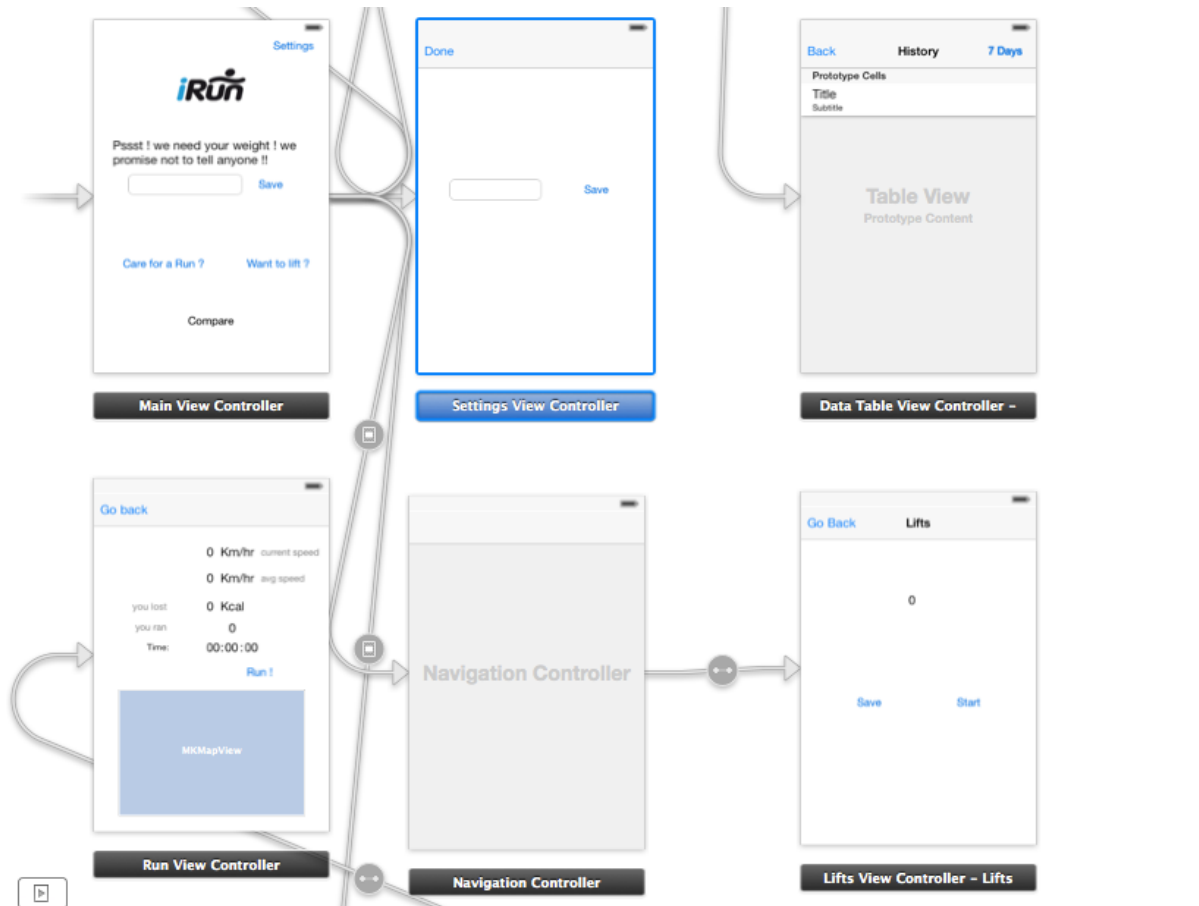 Settings
iRun
Pssst ! we need your weight ! we
promise not to tell anyone !!
Save
Care for a Run ? Want to lift ?
Compare
Main View Controller
Done
Save
Settings View Controller
Back History 7 Days
Prototype Cells
Title
Subtitle
Table View
Prototype Content
Data Table View Controller –
Go back
0 Km/hr current speed
0 Km/hr avg speed
you lost 0 Kcal
you ran 0
Time: 00:00:00
Run !
MKMapView
Run View Controller
Navigation Controller
Navigation Controller
Go Back Lifts
0
Save Start
Lifts View Controller – Lifts